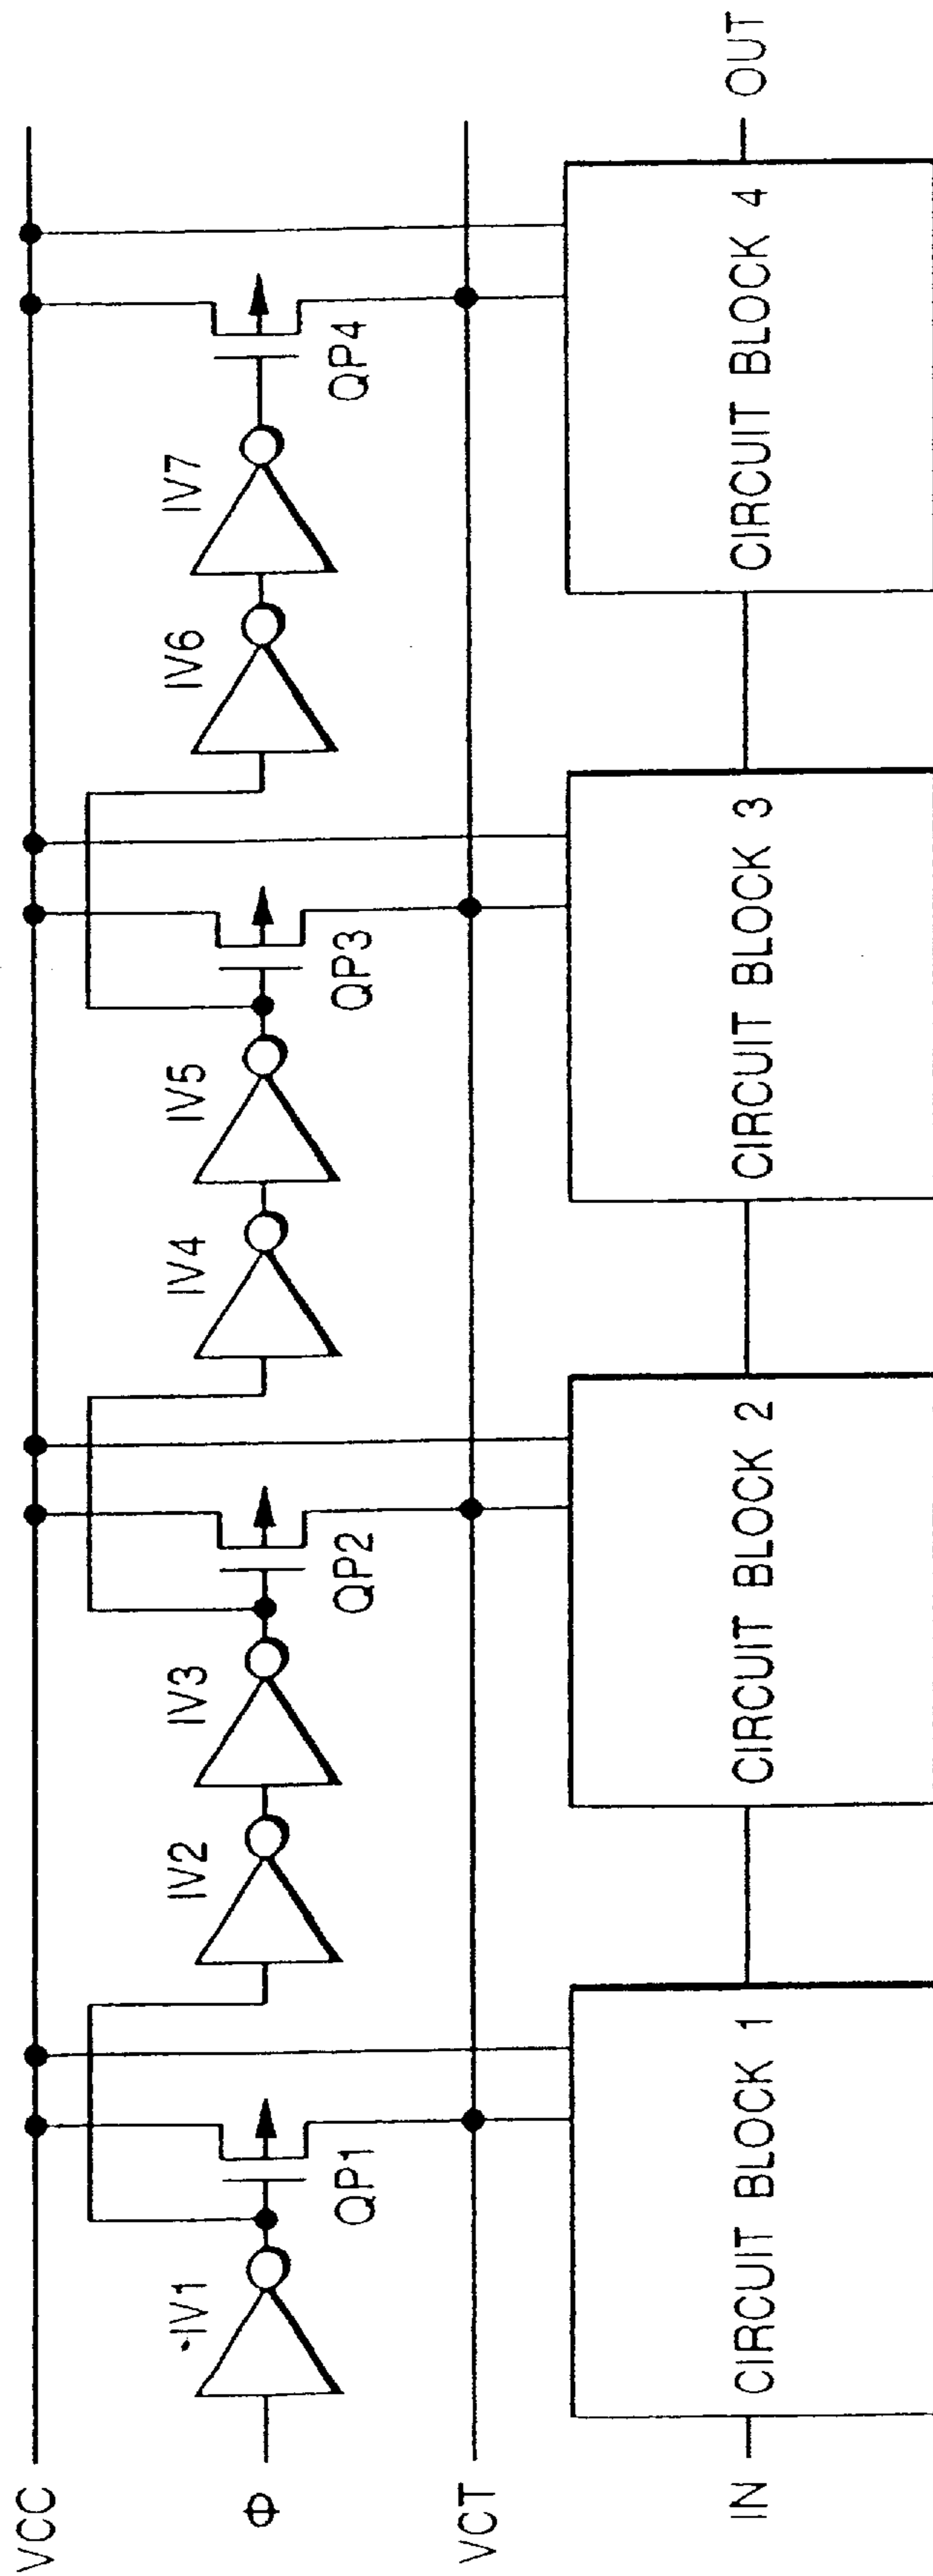 VCC
Φ
VCT
IN
IV1
QP1
IV2
IV3
QP2
IV4
IV5
QP3
IV6
IV7
QP4
CIRCUIT BLOCK 1
CIRCUIT BLOCK 2
CIRCUIT BLOCK 3
CIRCUIT BLOCK 4
OUT